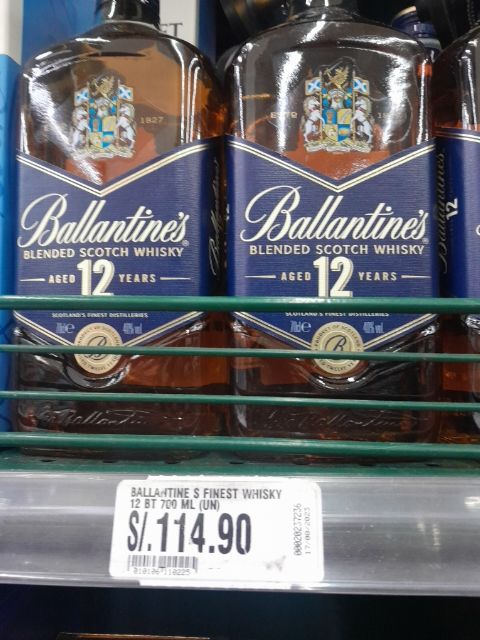 1827
Ballantine's
BLENDED SCOTCH WHISKY
AGED 12 YEARS
SCOTLAND'S FINEST DISTILLERIES
70cl e 40% vol
B
ESTD
Ballantine's
BLENDED SCOTCH WHISKY
AGED 12 YEARS
SCOTLAND'S FINEST DISTILLERIES
70cl e 40% vol
B
Ballantine's
12
BALLANTINE S FINEST WHISKY
12 BT 700 ML (UN)
S/.114.90
17/08/2023